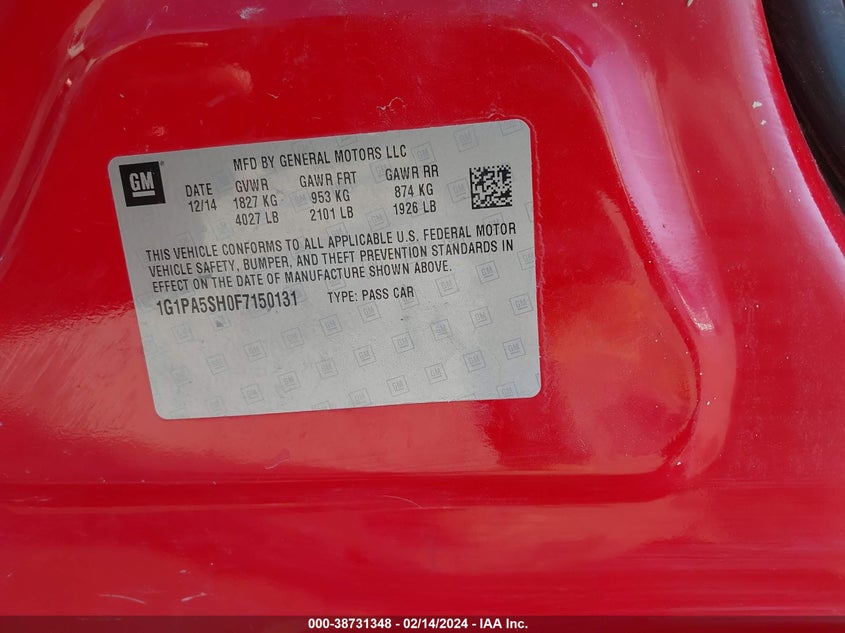 GM
MFD BY GENERAL MOTORS LLC
DATE GVWR GAWR FRT GAWR RR
12/14 1827 KG 953 KG 874 KG
4027 LB 2101 LB 1926 LB
THIS VEHICLE CONFORMS TO ALL APPLICABLE U.S. FEDERAL MOTOR
VEHICLE SAFETY, BUMPER, AND THEFT PREVENTION STANDARDS IN
EFFECT ON THE DATE OF MANUFACTURE SHOWN ABOVE.
1G1PA5SH0F7150131 TYPE: PASS CAR
000-38731348 - 02/14/2024 - IAA Inc.